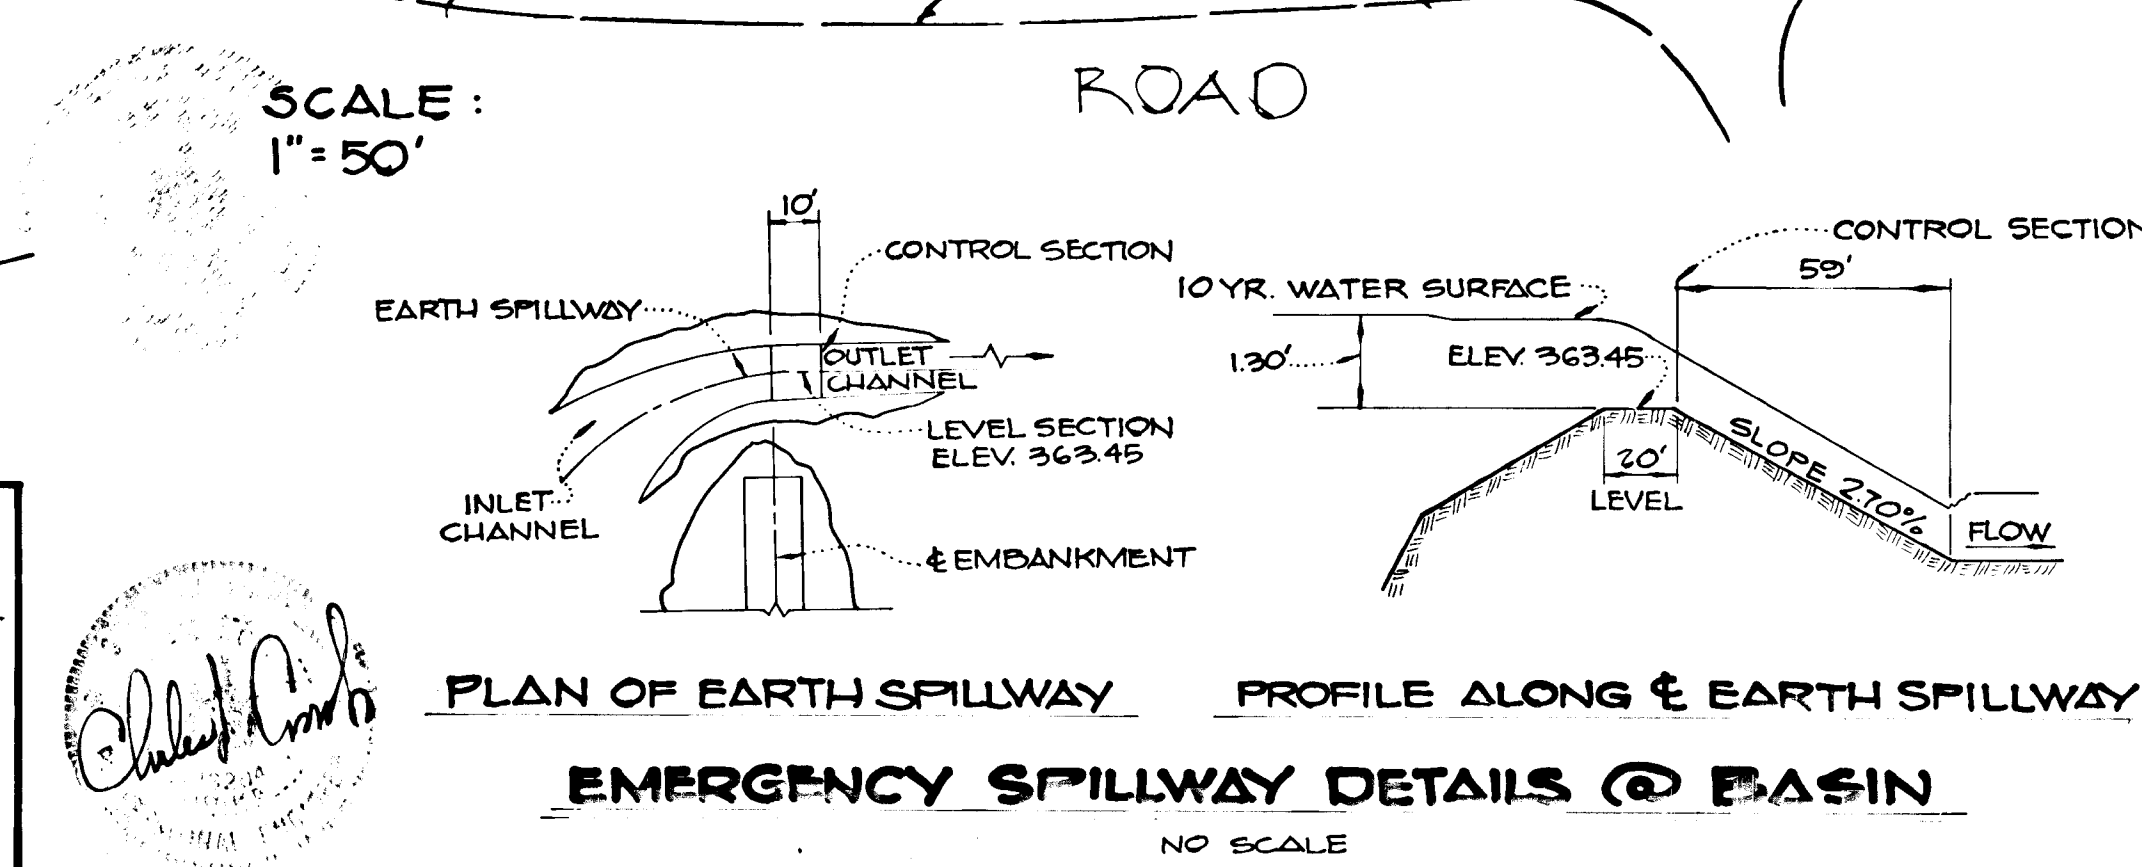 ROAD
SCALE :
1"= 50'
10'
CONTROL SECTION
EARTH SPILLWAY
OUTLET
CHANNEL
LEVEL SECTION
ELEV. 363.45
INLET
CHANNEL
℄ EMBANKMENT
PLAN OF EARTH SPILLWAY
CONTROL SECTION
59'
10 YR. WATER SURFACE
1.30'
ELEV. 363.45
20'
LEVEL
SLOPE 2.70%
FLOW
PROFILE ALONG ℄ EARTH SPILLWAY
EMERGENCY SPILLWAY DETAILS @ BASIN
NO SCALE